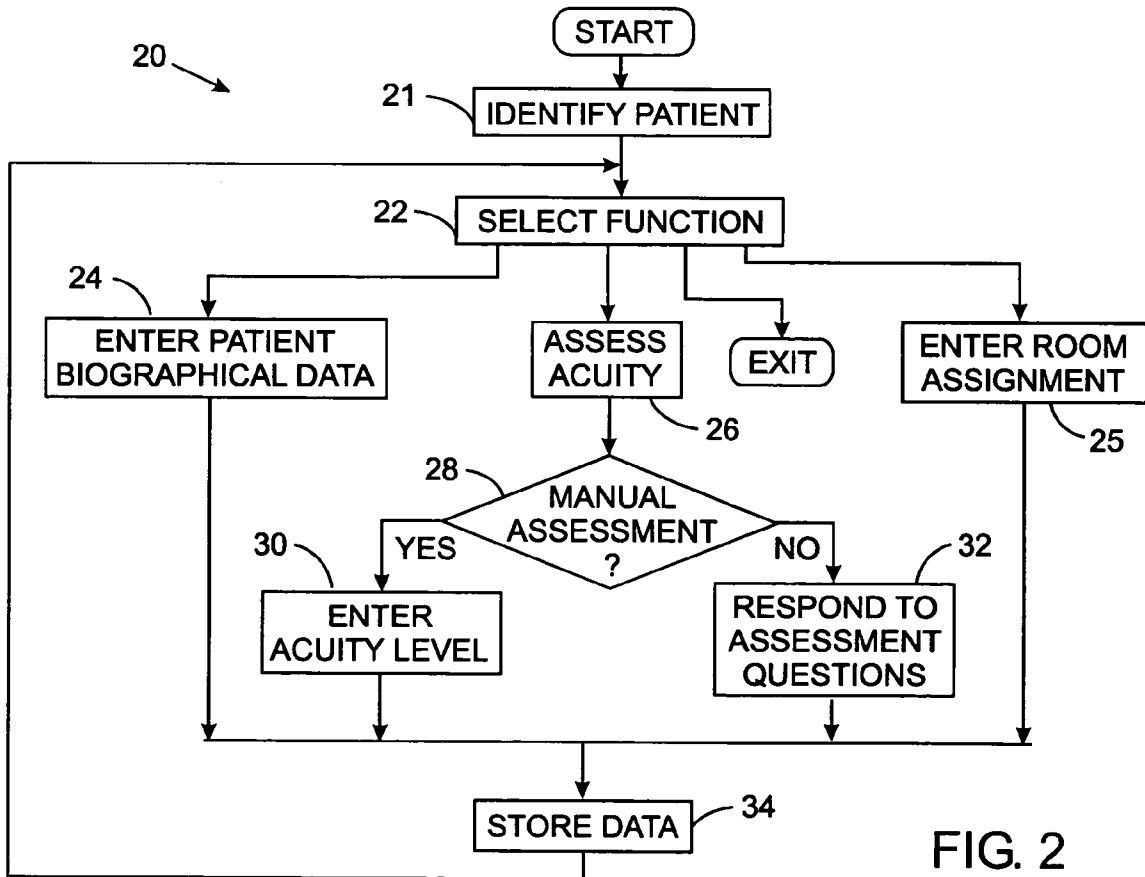 START
20
21
IDENTIFY PATIENT
22
SELECT FUNCTION
24
ENTER PATIENT
BIOGRAPHICAL DATA
ASSESS
ACUITY
26
EXIT
ENTER ROOM
ASSIGNMENT
25
28
MANUAL
ASSESSMENT
?
YES
NO
30
ENTER
ACUITY LEVEL
32
RESPOND TO
ASSESSMENT
QUESTIONS
STORE DATA
34
FIG. 2